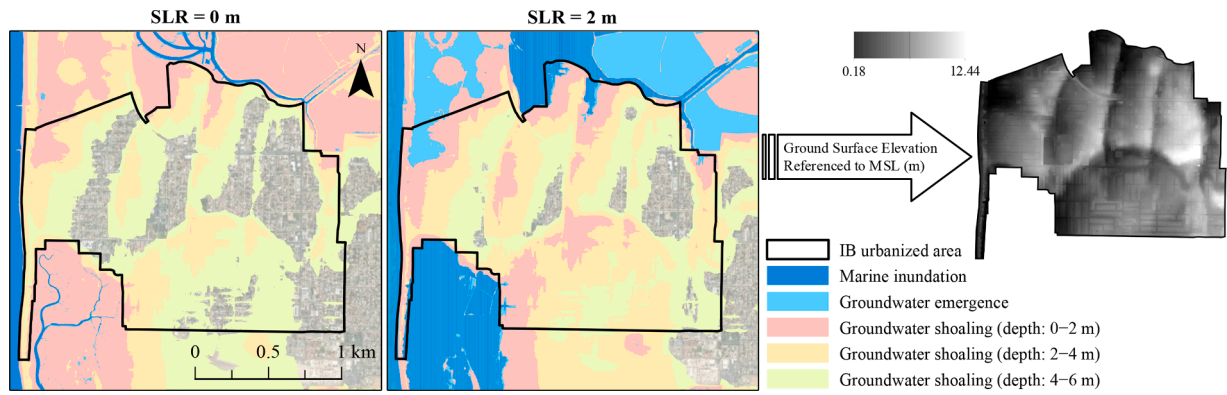 SLR = 0 m
SLR = 2 m
N
0
0.5
1 km
0.18
12.44
Ground Surface Elevation
Referenced to MSL (m)
IB urbanized area
Marine inundation
Groundwater emergence
Groundwater shoaling (depth: 0−2 m)
Groundwater shoaling (depth: 2−4 m)
Groundwater shoaling (depth: 4−6 m)